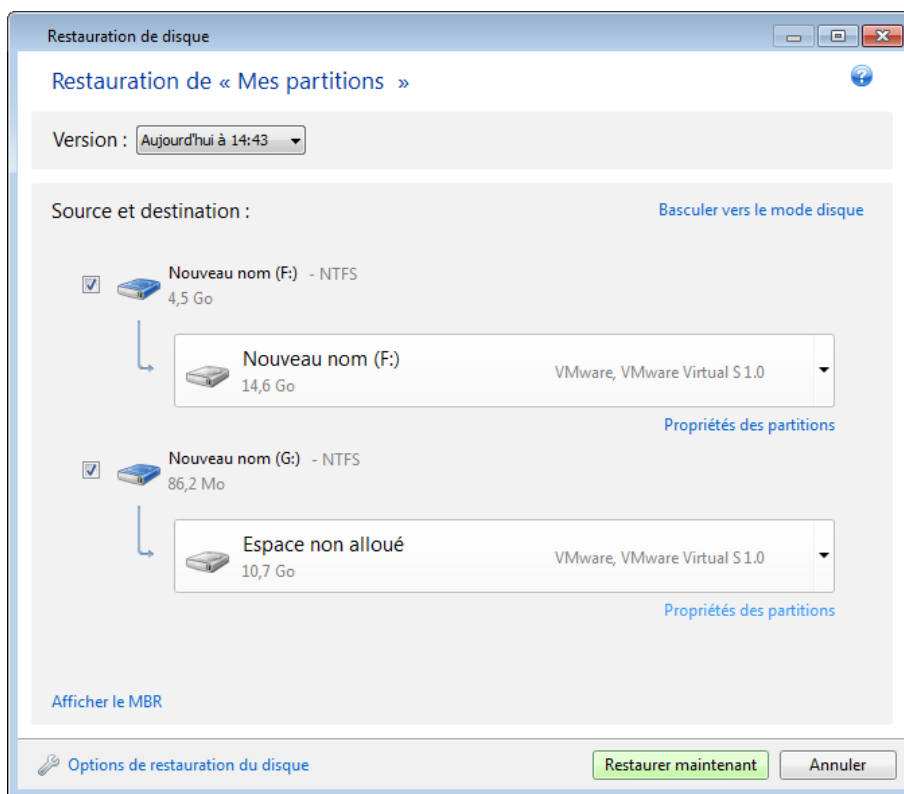 Restauration de disque
Restauration de « Mes partitions »
Version : Aujourd'hui à 14:43
Source et destination :
Basculer vers le mode disque
Nouveau nom (F:) - NTFS
4,5 Go
Nouveau nom (F:)
14,6 Go
VMware, VMware Virtual S 1.0
Propriétés des partitions
Nouveau nom (G:) - NTFS
86,2 Mo
Espace non alloué
10,7 Go
VMware, VMware Virtual S 1.0
Propriétés des partitions
Afficher le MBR
Options de restauration du disque
Restaurer maintenant
Annuler